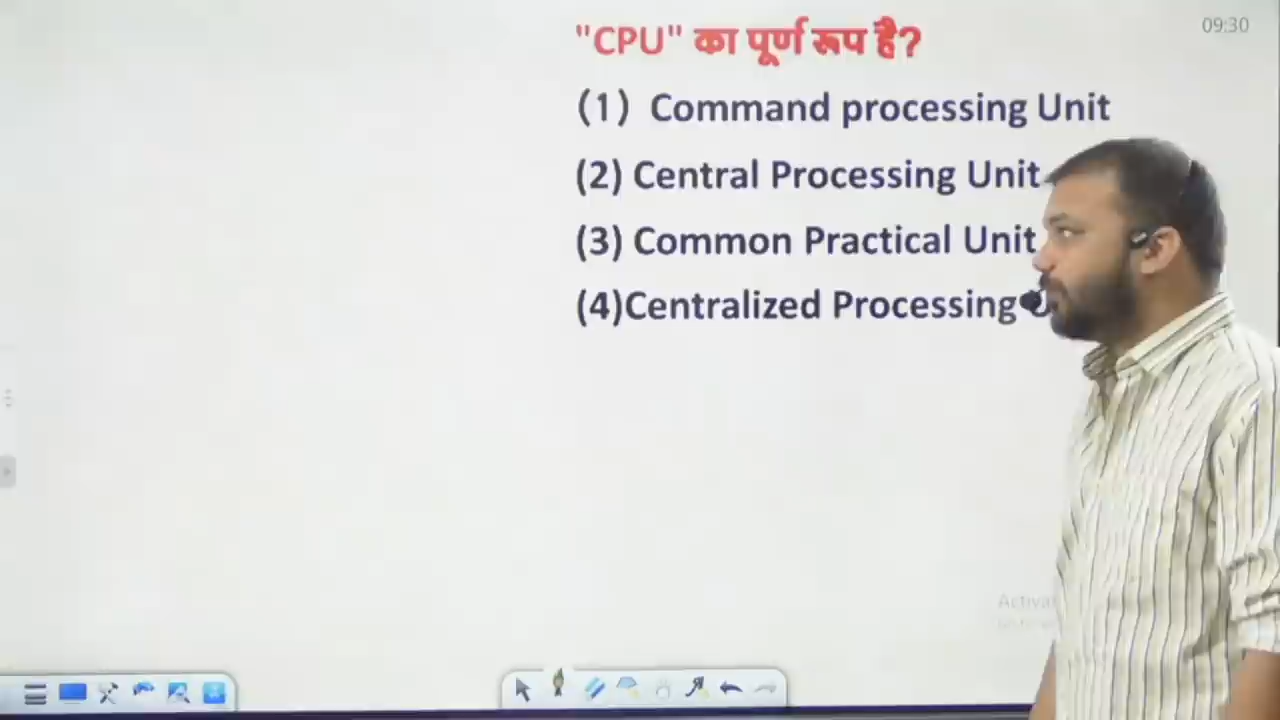 09:30
"CPU" का पूर्ण रूप है?
(1) Command processing Unit
(2) Central Processing Unit
(3) Common Practical Unit
(4)Centralized Processing